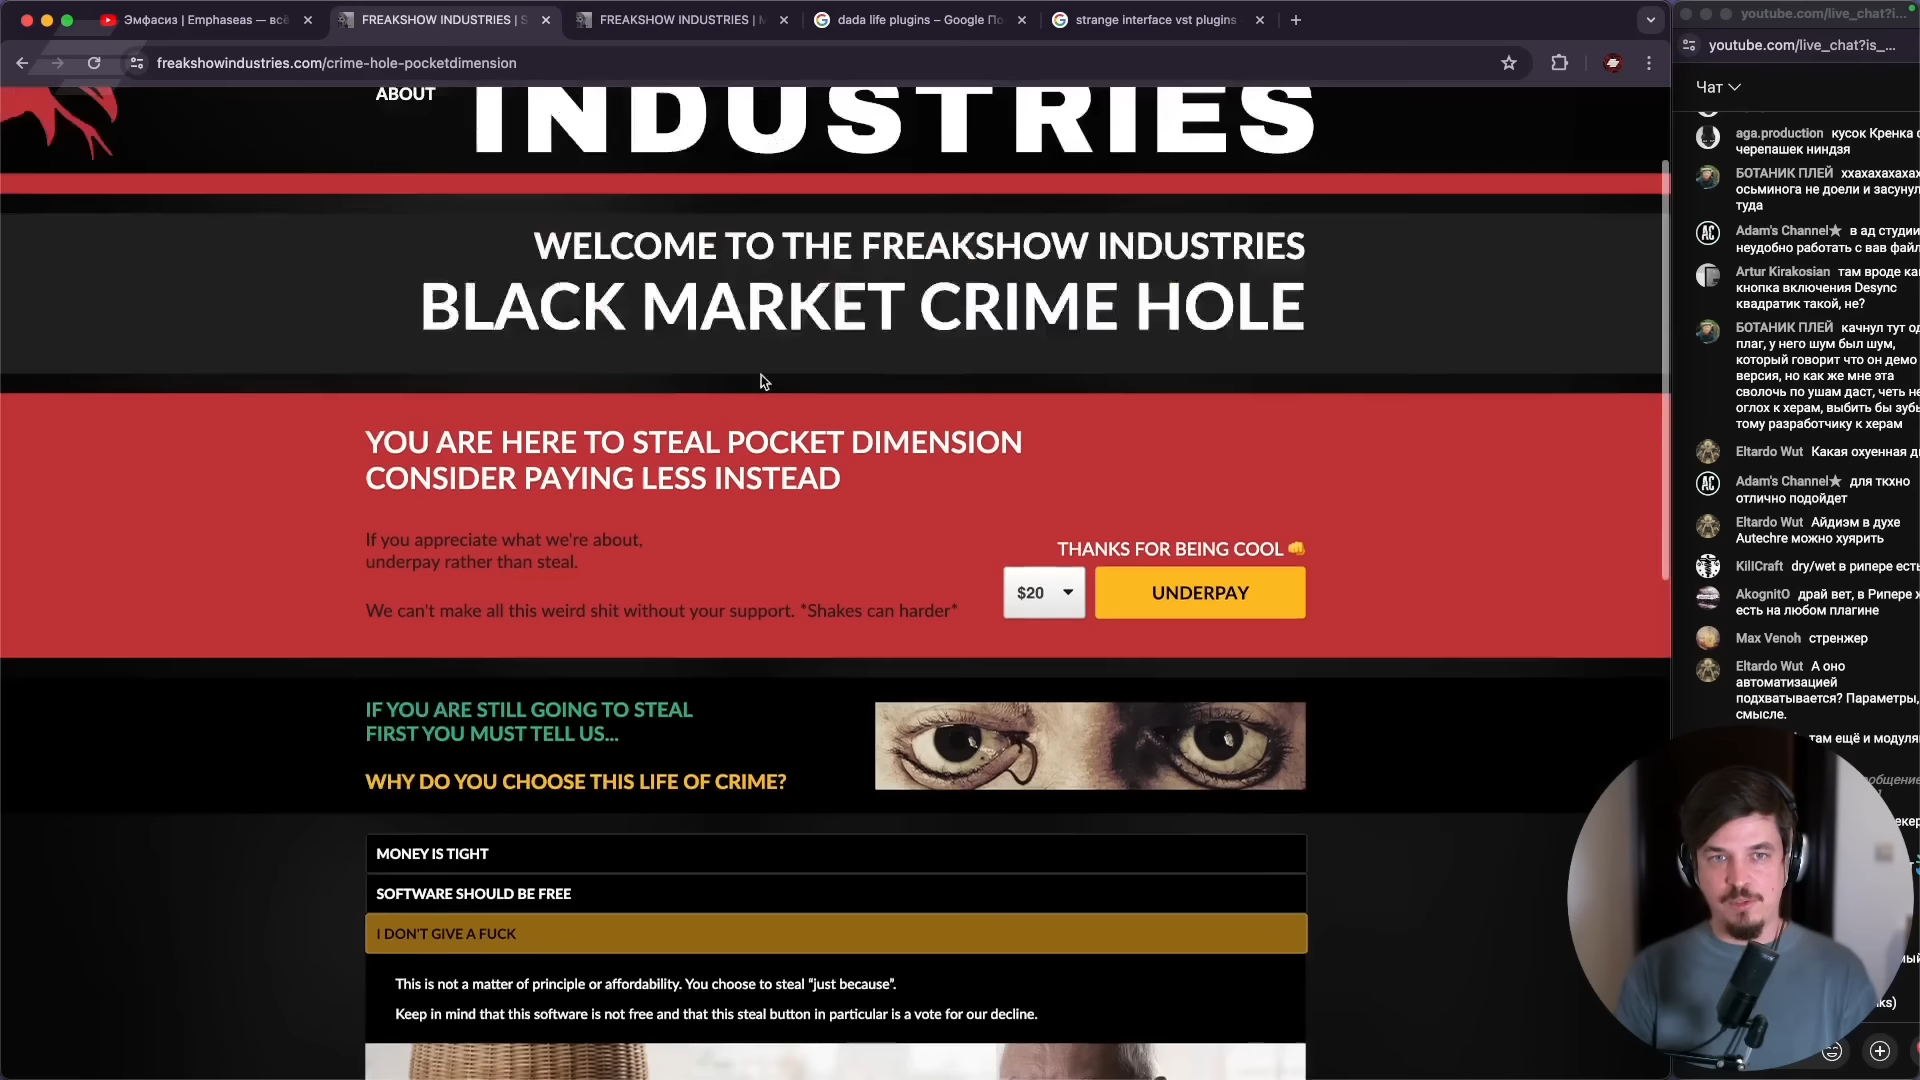 Эмфасиз | Emphaseas — всё
FREAKSHOW INDUSTRIES | S
FREAKSHOW INDUSTRIES |
dada life plugins – Google По
strange interface vst plugins
freakshowindustries.com/crime-hole-pocketdimension
ABOUT
INDUSTRIES
WELCOME TO THE FREAKSHOW INDUSTRIES
BLACK MARKET CRIME HOLE
YOU ARE HERE TO STEAL POCKET DIMENSION
CONSIDER PAYING LESS INSTEAD
If you appreciate what we're about,
underpay rather than steal.
We can't make all this weird shit without your support. *Shakes can harder*
THANKS FOR BEING COOL 👊
$20
UNDERPAY
IF YOU ARE STILL GOING TO STEAL
FIRST YOU MUST TELL US...
WHY DO YOU CHOOSE THIS LIFE OF CRIME?
MONEY IS TIGHT
SOFTWARE SHOULD BE FREE
I DON'T GIVE A FUCK
This is not a matter of principle or affordability. You choose to steal "just because".
Keep in mind that this software is not free and that this steal button in particular is a vote for our decline.
youtube.com/live_chat?i...
youtube.com/live_chat?is_...
Чат
aga.production кусок Кренка с
черепашек ниндзя
БОТАНИК ПЛЕЙ ххахахахахах
осьминога не доели и засунул
туда
Adam's Channel★ в ад студии
неудобно работать с вав файл
Artur Kirakosian там вроде ка
кнопка включения Desync
квадратик такой, не?
БОТАНИК ПЛЕЙ качнул тут од
плаг, у него шум был шум,
который говорит что он демо
версия, но как же мне эта
сволочь по ушам даст, четь не
оглох к херам, выбить бы зубы
тому разработчику к херам
Eltardo Wut Какая охуенная д
Adam's Channel★ для ткхно
отлично подойдет
Eltardo Wut Айдиэм в духе
Autechre можно хуярить
KillCraft dry/wet в рипере есть
AkognitO драй вет, в Рипере ж
есть на любом плагине
Max Venoh стренжер
Eltardo Wut А оно
автоматизацией
подхватывается? Параметры,
смысле.
там ещё и модуля